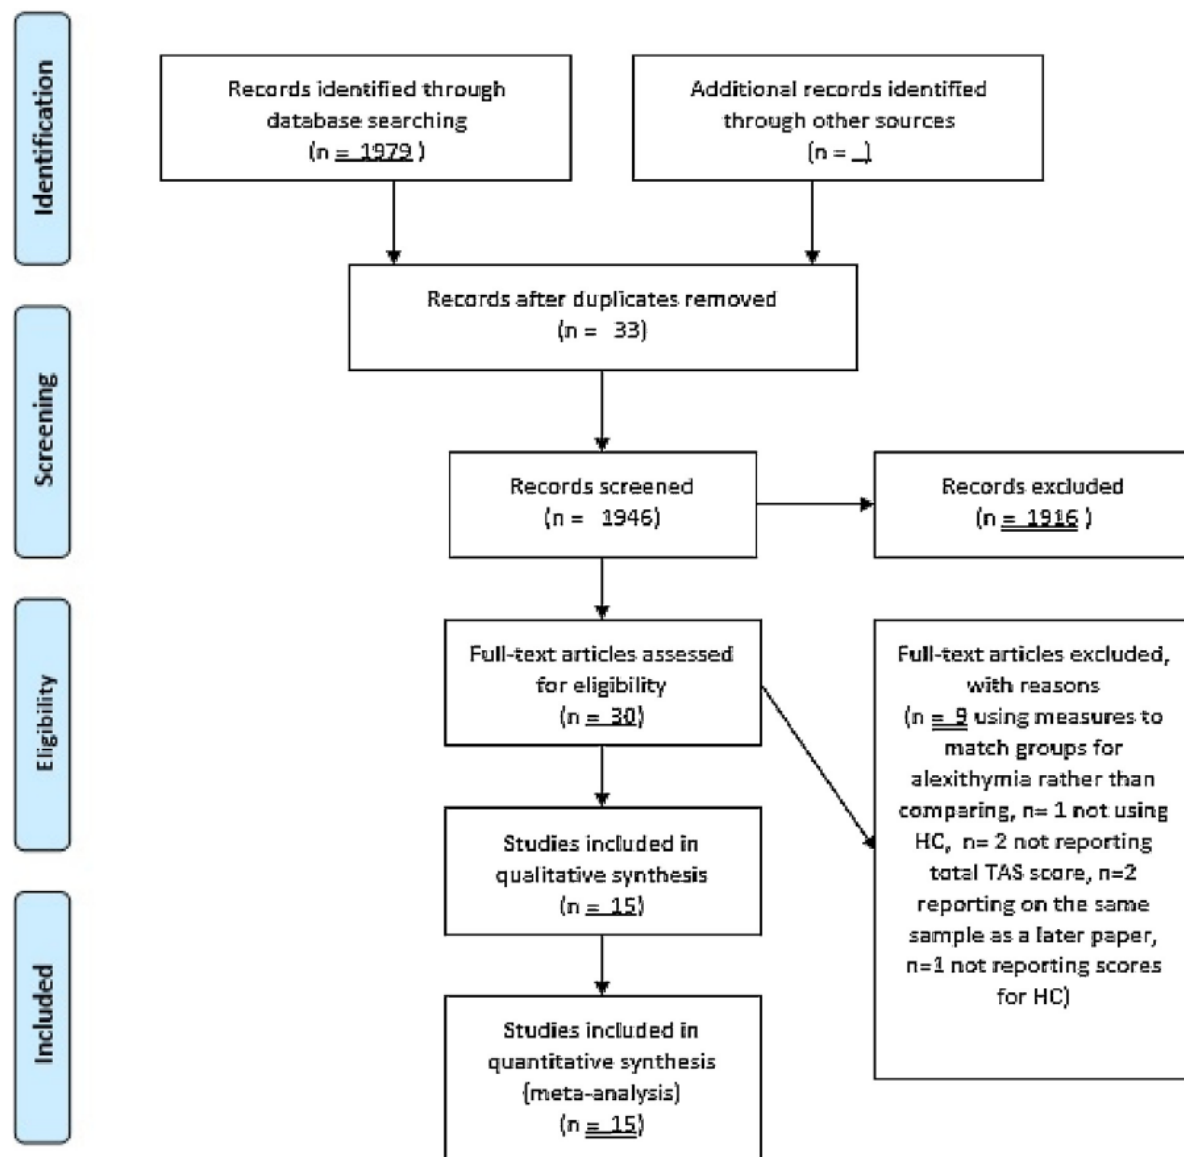 Identification
Records identified through
database searching
(n = 1979 )
Additional records identified
through other sources
(n = _)
Records after duplicates removed
(n = 33)
Screening
Records screened
(n = 1946)
Records excluded
(n = 1916 )
Eligibility
Full-text articles assessed
for eligibility
(n = 30)
Full-text articles excluded,
with reasons
(n = 9 using measures to
match groups for
alexithymia rather than
comparing, n= 1 not using
HC, n= 2 not reporting
total TAS score, n=2
reporting on the same
sample as a later paper,
n=1 not reporting scores
for HC)
Studies included in
qualitative synthesis
(n = 15)
Included
Studies included in
quantitative synthesis
(meta-analysis)
(n = 15)